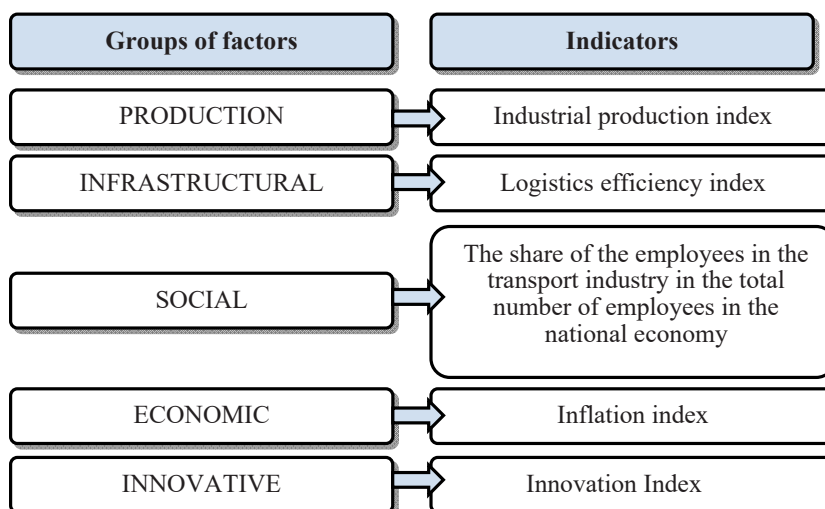 Groups of factors
Indicators
PRODUCTION
Industrial production index
INFRASTRUCTURAL
Logistics efficiency index
SOCIAL
The share of the employees in the
transport industry in the total
number of employees in the
national economy
ECONOMIC
Inflation index
INNOVATIVE
Innovation Index